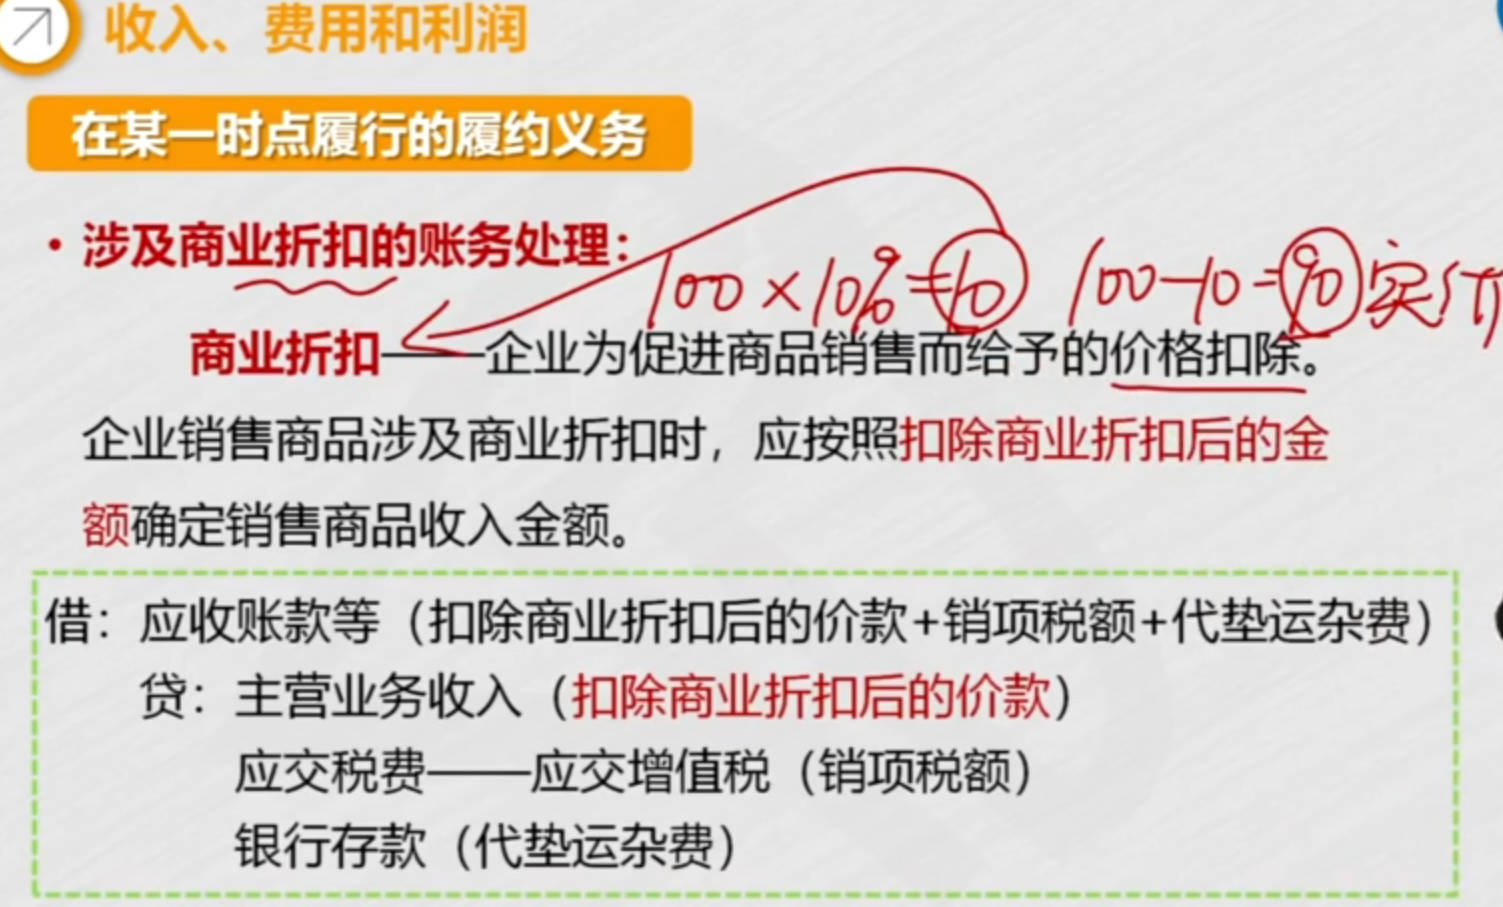 收入、费用和利润
在某一时点履行的履约义务
·涉及商业折扣的账务处理：
100×10%=10 100-10=90 实价
商业折扣——企业为促进商品销售而给予的价格扣除。
企业销售商品涉及商业折扣时，应按照扣除商业折扣后的金
额确定销售商品收入金额。
借：应收账款等（扣除商业折扣后的价款+销项税额+代垫运杂费）
贷：主营业务收入（扣除商业折扣后的价款）
应交税费——应交增值税（销项税额）
银行存款（代垫运杂费）